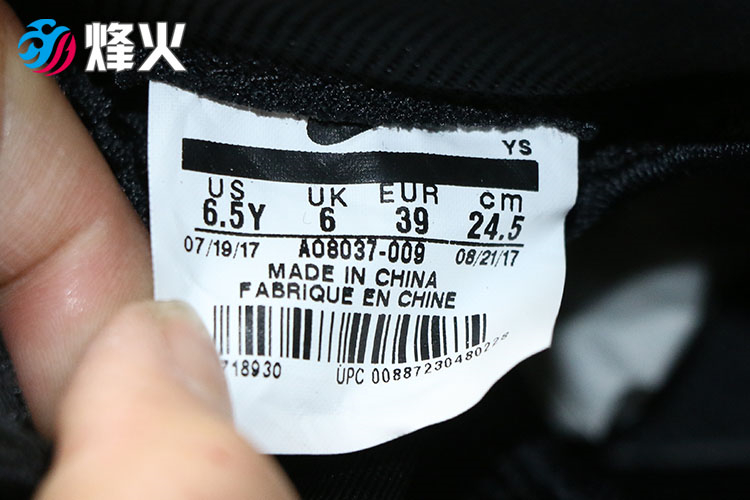 烽火
YS
US UK EUR cm
6.5Y 6 39 24.5
07/19/17 AO8037-009 08/21/17
MADE IN CHINA
FABRIQUE EN CHINE
718930 UPC 00887230480228